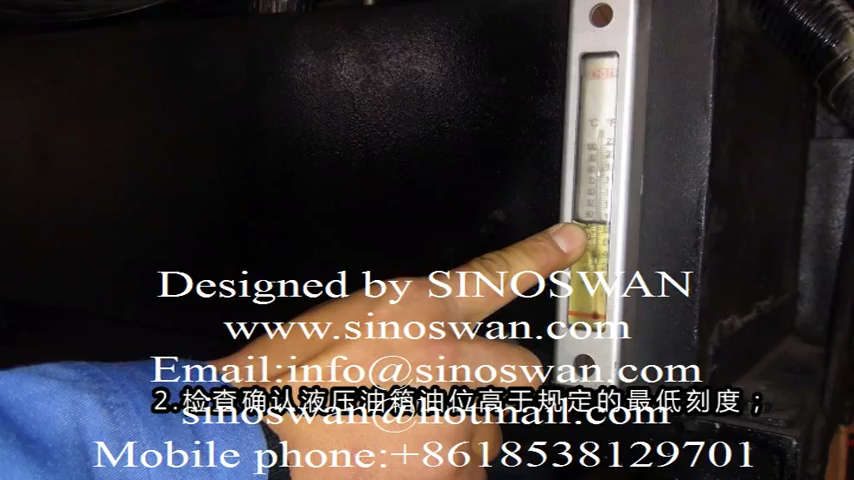 ℃ ℉
Designed by SINOSWAN
www.sinoswan.com
Email:info@sinoswan.com
2.检查确认液压油箱油位高于规定的最低刻度；
sinoswan@hotmail.com
Mobile phone:+8618538129701